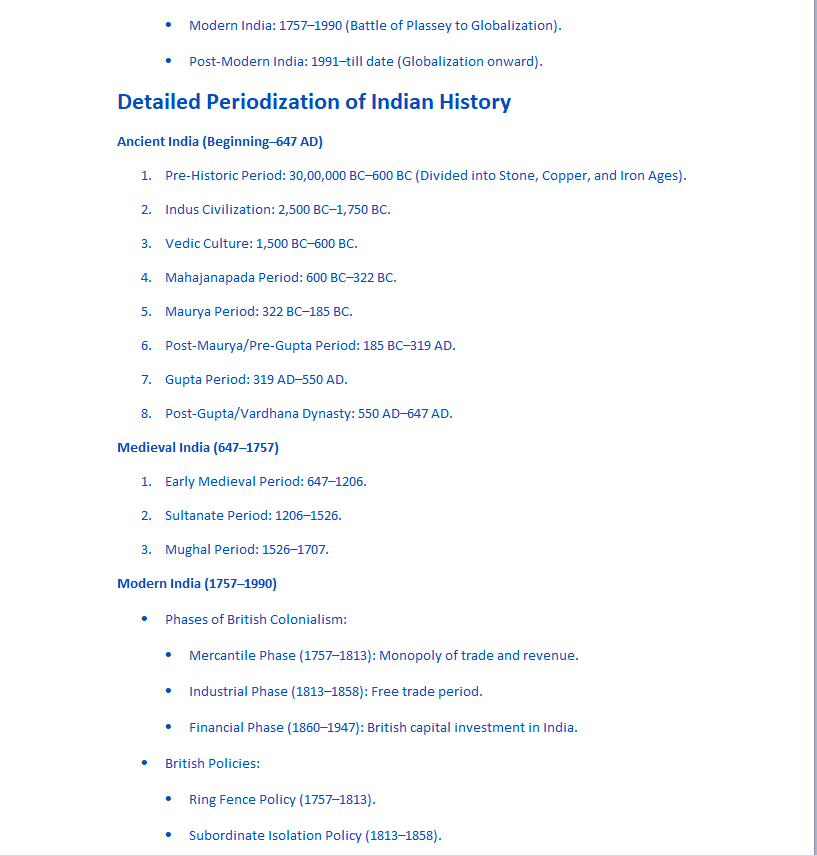 • Modern India: 1757–1990 (Battle of Plassey to Globalization).
• Post-Modern India: 1991–till date (Globalization onward).
Detailed Periodization of Indian History
Ancient India (Beginning–647 AD)
1. Pre-Historic Period: 30,00,000 BC–600 BC (Divided into Stone, Copper, and Iron Ages).
2. Indus Civilization: 2,500 BC–1,750 BC.
3. Vedic Culture: 1,500 BC–600 BC.
4. Mahajanapada Period: 600 BC–322 BC.
5. Maurya Period: 322 BC–185 BC.
6. Post-Maurya/Pre-Gupta Period: 185 BC–319 AD.
7. Gupta Period: 319 AD–550 AD.
8. Post-Gupta/Vardhana Dynasty: 550 AD–647 AD.
Medieval India (647–1757)
1. Early Medieval Period: 647–1206.
2. Sultanate Period: 1206–1526.
3. Mughal Period: 1526–1707.
Modern India (1757–1990)
• Phases of British Colonialism:
• Mercantile Phase (1757–1813): Monopoly of trade and revenue.
• Industrial Phase (1813–1858): Free trade period.
• Financial Phase (1860–1947): British capital investment in India.
• British Policies:
• Ring Fence Policy (1757–1813).
• Subordinate Isolation Policy (1813–1858).